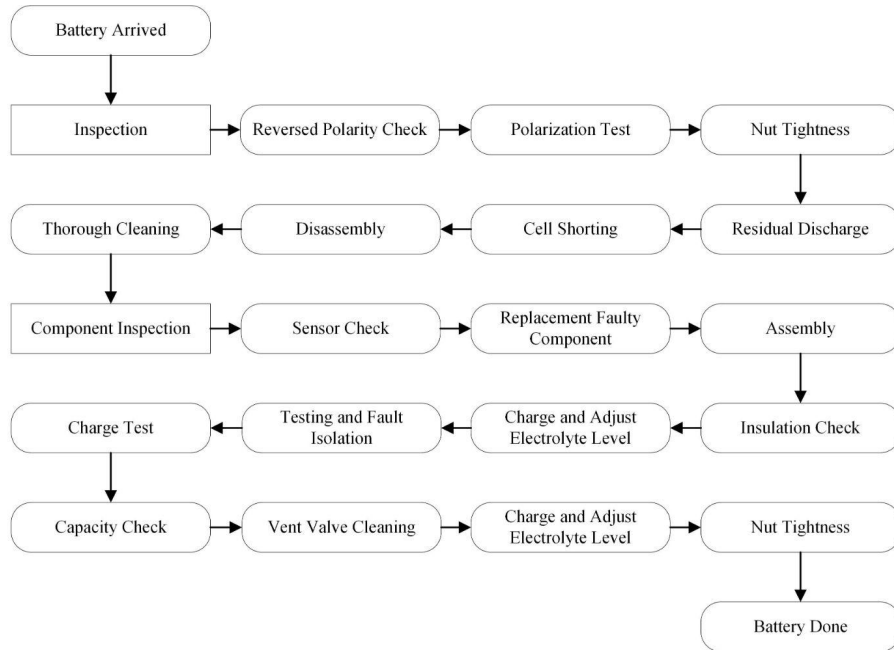 Battery Arrived
Inspection
Reversed Polarity Check
Polarization Test
Nut Tightness
Thorough Cleaning
Disassembly
Cell Shorting
Residual Discharge
Component Inspection
Sensor Check
Replacement Faulty
Component
Assembly
Charge Test
Testing and Fault
Isolation
Charge and Adjust
Electrolyte Level
Insulation Check
Capacity Check
Vent Valve Cleaning
Charge and Adjust
Electrolyte Level
Nut Tightness
Battery Done